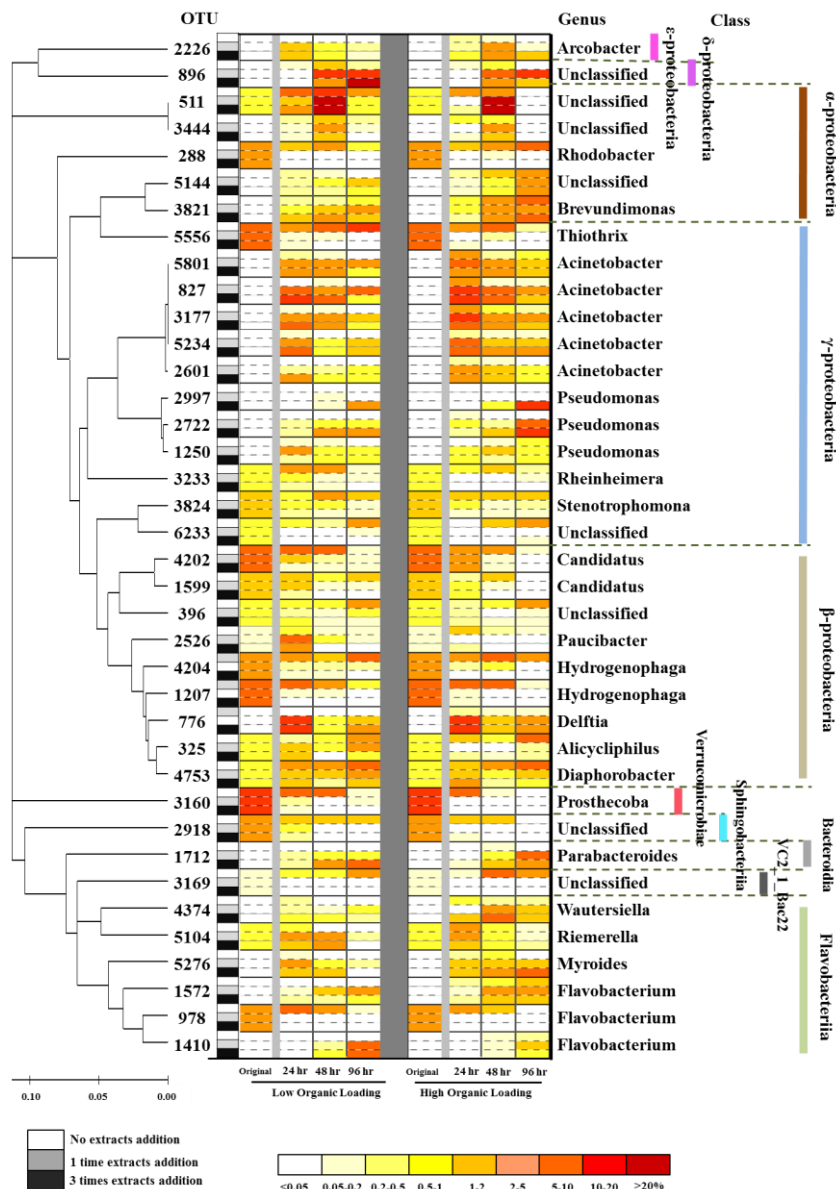 OTU Genus Class
2226 Arcobacter
896 Unclassified
511 Unclassified
3444 Unclassified
288 Rhodobacter
5144 Unclassified
3821 Brevundimonas
5556 Thiothrix
5801 Acinetobacter
827 Acinetobacter
3177 Acinetobacter
5234 Acinetobacter
2601 Acinetobacter
2997 Pseudomonas
2722 Pseudomonas
1250 Pseudomonas
3233 Rheinheimera
3824 Stenotrophomona
6233 Unclassified
4202 Candidatus
1599 Candidatus
396 Unclassified
2526 Paucibacter
4204 Hydrogenophaga
1207 Hydrogenophaga
776 Delftia
325 Alicycliphilus
4753 Diaphorobacter
3160 Prosthecoba
2918 Unclassified
1712 Parabacteroides
3169 Unclassified
4374 Wautersiella
5104 Riemerella
5276 Myroides
1572 Flavobacterium
978 Flavobacterium
1410 Flavobacterium
ε-proteobacteria
δ-proteobacteria
α-proteobacteria
γ-proteobacteria
β-proteobacteria
Verrucomicrobiae
Sphingobacteriia
Bacteroidia
VC2_1_Bac22
Flavobacteriia
Original 24 hr 48 hr 96 hr Original 24 hr 48 hr 96 hr
Low Organic Loading High Organic Loading
0.10 0.05 0.00
No extracts addition
1 time extracts addition
3 times extracts addition
<0.05 0.05-0.2 0.2-0.5 0.5-1 1-2 2-5 5-10 10-20 >20%